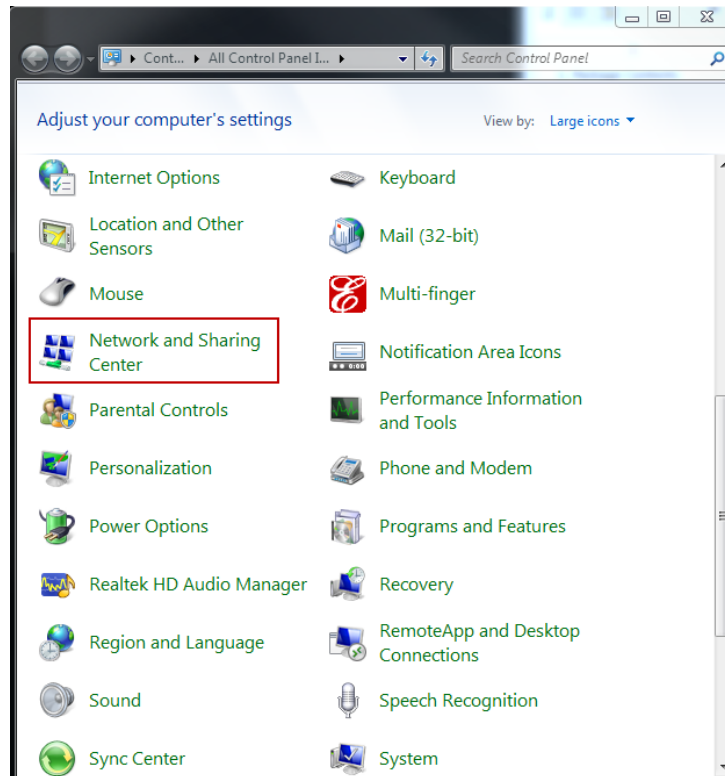 Cont... All Control Panel I... Search Control Panel
Adjust your computer's settings View by: Large icons
Internet Options Keyboard
Location and Other
Sensors
Mail (32-bit)
Mouse Multi-finger
Network and Sharing
Center
Notification Area Icons
Parental Controls
Performance Information
and Tools
Personalization Phone and Modem
Power Options Programs and Features
Realtek HD Audio Manager Recovery
Region and Language
RemoteApp and Desktop
Connections
Sound Speech Recognition
Sync Center System